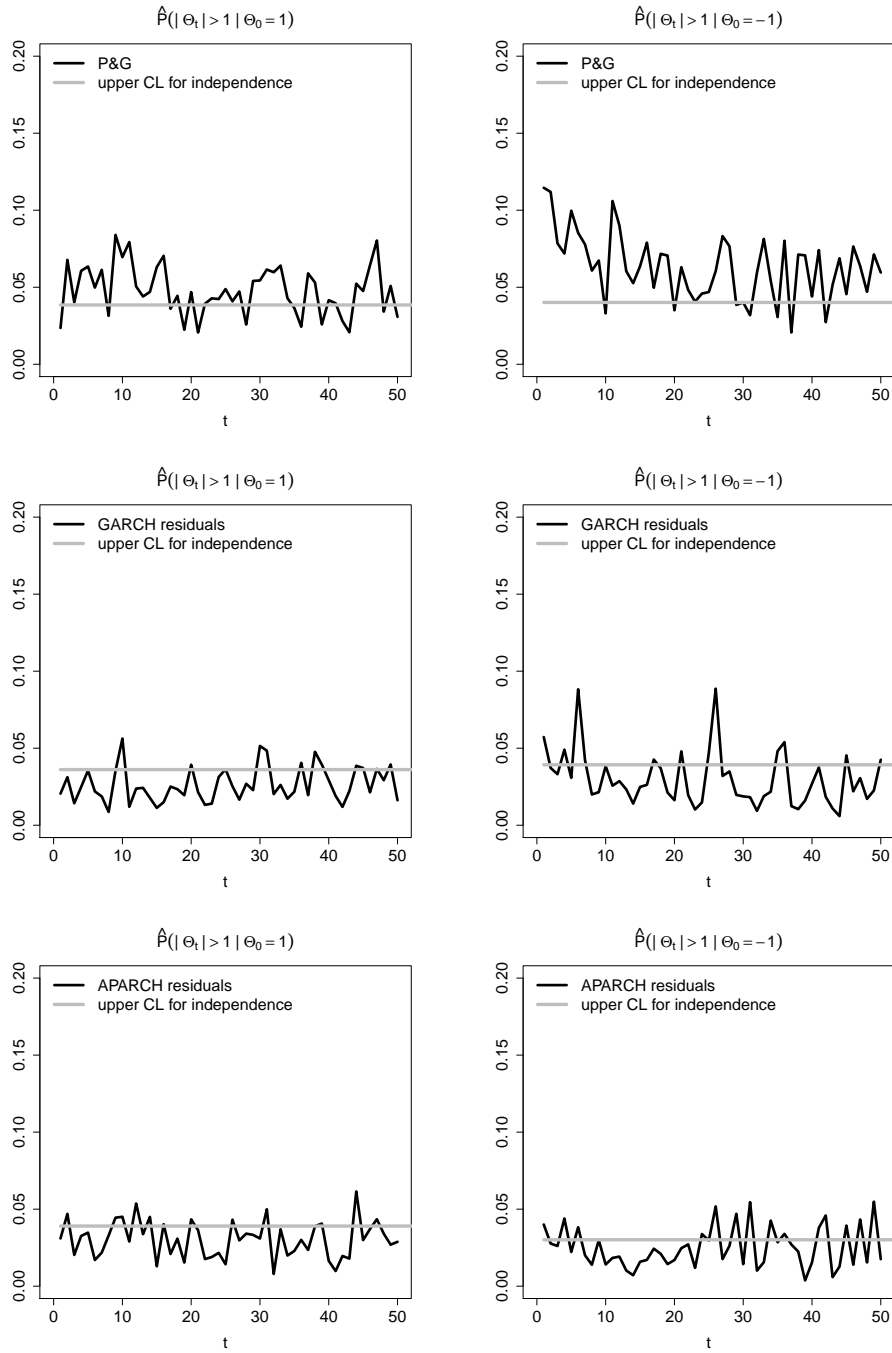 P̂(| Θt | > 1 | Θ0 = 1)
P&G
upper CL for independence
0.00 0.05 0.10 0.15 0.20
0 10 20 30 40 50
t
P̂(| Θt | > 1 | Θ0 = −1)
P&G
upper CL for independence
0.00 0.05 0.10 0.15 0.20
0 10 20 30 40 50
t
P̂(| Θt | > 1 | Θ0 = 1)
GARCH residuals
upper CL for independence
0.00 0.05 0.10 0.15 0.20
0 10 20 30 40 50
t
P̂(| Θt | > 1 | Θ0 = −1)
GARCH residuals
upper CL for independence
0.00 0.05 0.10 0.15 0.20
0 10 20 30 40 50
t
P̂(| Θt | > 1 | Θ0 = 1)
APARCH residuals
upper CL for independence
0.00 0.05 0.10 0.15 0.20
0 10 20 30 40 50
t
P̂(| Θt | > 1 | Θ0 = −1)
APARCH residuals
upper CL for independence
0.00 0.05 0.10 0.15 0.20
0 10 20 30 40 50
t